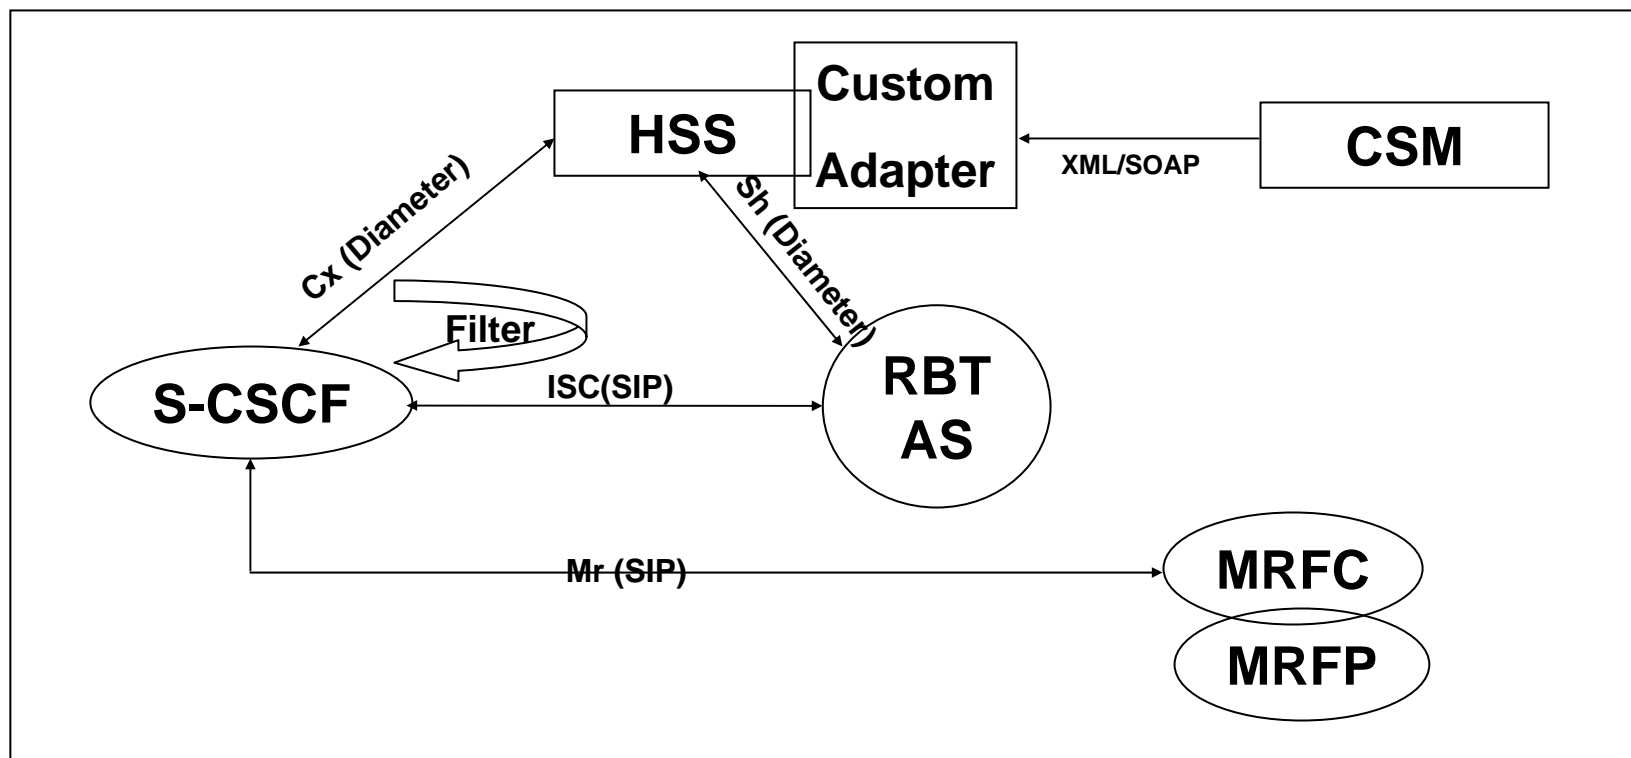 Custom
Adapter
HSS
CSM
XML/SOAP
Cx (Diameter)
Sh (Diameter)
Filter
S-CSCF
ISC(SIP)
RBT
AS
Mr (SIP)
MRFC
MRFP